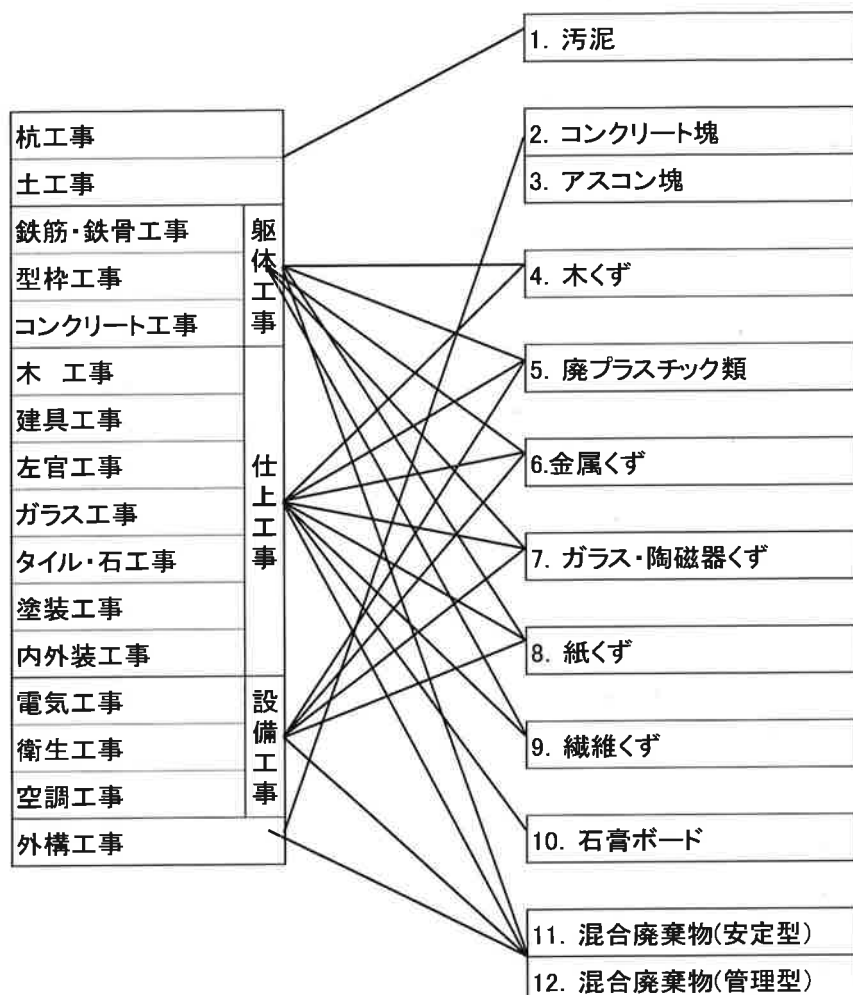 杭工事
土工事
鉄筋・鉄骨工事
型枠工事
コンクリート工事
躯体工事
木 工事
建具工事
左官工事
ガラス工事
タイル・石工事
塗装工事
内外装工事
仕上工事
電気工事
衛生工事
空調工事
設備工事
外構工事
1. 汚泥
2. コンクリート塊
3. アスコン塊
4. 木くず
5. 廃プラスチック類
6.金属くず
7. ガラス・陶磁器くず
8. 紙くず
9. 繊維くず
10. 石膏ボード
11. 混合廃棄物(安定型)
12. 混合廃棄物(管理型)